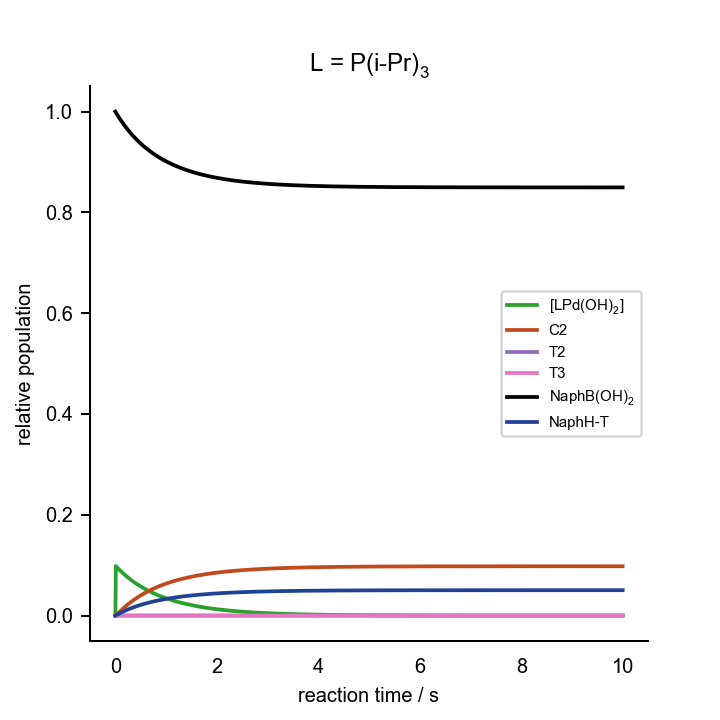 L = P(i-Pr)₃
relative population
1.0
0.8
0.6
0.4
0.2
0.0
[LPd(OH)₂]
C2
T2
T3
NaphB(OH)₂
NaphH-T
0 2 4 6 8 10
reaction time / s